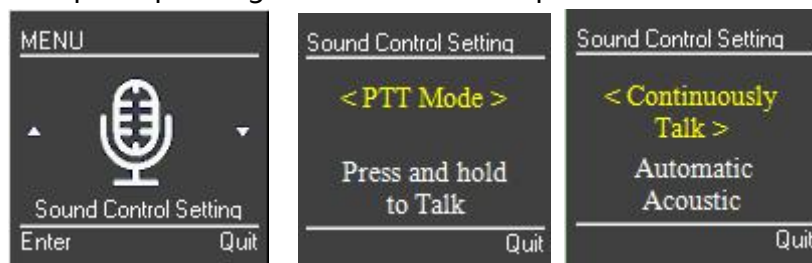 MENU
Sound Control Setting
Enter Quit
Sound Control Setting
< PTT Mode >
Press and hold
to Talk
Quit
Sound Control Setting
< Continuously
Talk >
Automatic
Acoustic
Quit